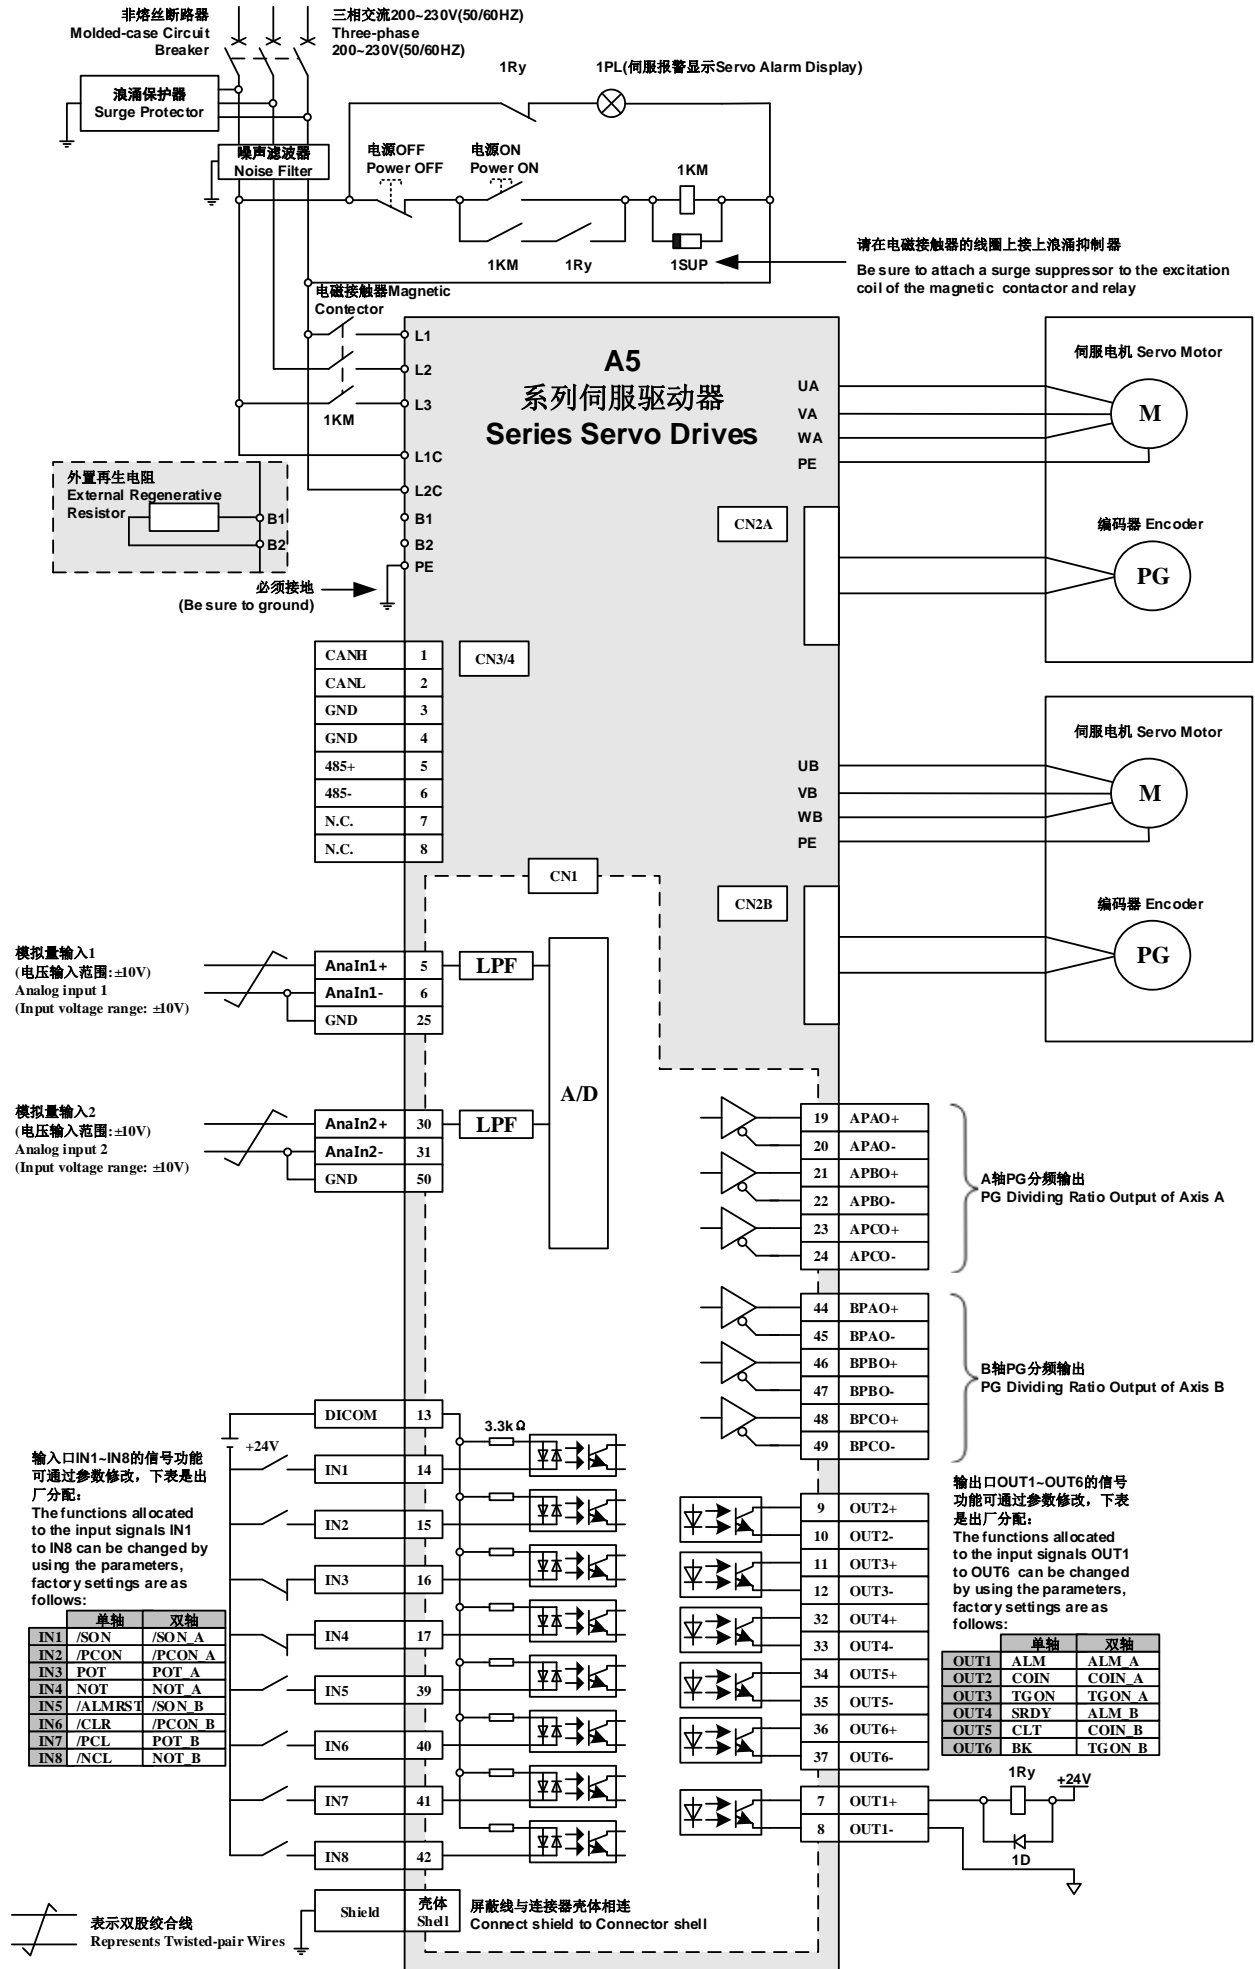 非熔丝断路器
Molded-case Circuit
Breaker
三相交流200~230V(50/60HZ)
Three-phase
200~230V(50/60HZ)
浪涌保护器
Surge Protector
噪声滤波器
Noise Filter
1Ry
1PL(伺服报警显示Servo Alarm Display)
电源OFF
Power OFF
电源ON
Power ON
1KM
1KM
1Ry
1SUP
请在电磁接触器的线圈上接上浪涌抑制器
Be sure to attach a surge suppressor to the excitation
coil of the magnetic contactor and relay
电磁接触器Magnetic
Contector
1KM
L1
L2
L3
L1C
L2C
B1
B2
PE
A5
系列伺服驱动器
Series Servo Drives
外置再生电阻
External Regenerative
Resistor
B1
B2
必须接地
(Be sure to ground)
UA
VA
WA
PE
CN2A
伺服电机 Servo Motor
M
编码器 Encoder
PG
CANH 1
CANL 2
GND 3
GND 4
485+ 5
485- 6
N.C. 7
N.C. 8
CN3/4
UB
VB
WB
PE
CN2B
伺服电机 Servo Motor
M
编码器 Encoder
PG
CN1
模拟量输入1
(电压输入范围:±10V)
Analog input 1
(Input voltage range: ±10V)
AnaIn1+ 5
AnaIn1- 6
GND 25
LPF
模拟量输入2
(电压输入范围:±10V)
Analog input 2
(Input voltage range: ±10V)
AnaIn2+ 30
AnaIn2- 31
GND 50
LPF
A/D
19 APAO+
20 APAO-
21 APBO+
22 APBO-
23 APCO+
24 APCO-
A轴PG分频输出
PG Dividing Ratio Output of Axis A
44 BPAO+
45 BPAO-
46 BPBO+
47 BPBO-
48 BPCO+
49 BPCO-
B轴PG分频输出
PG Dividing Ratio Output of Axis B
DICOM 13
+24V
3.3kΩ
IN1 14
IN2 15
IN3 16
IN4 17
IN5 39
IN6 40
IN7 41
IN8 42
输入口IN1~IN8的信号功能
可通过参数修改，下表是出
厂分配：
The functions allocated
to the input signals IN1
to IN8 can be changed by
using the parameters,
factory settings are as
follows:
单轴 双轴
IN1 /SON /SON_A
IN2 /PCON /PCON_A
IN3 POT POT_A
IN4 NOT NOT_A
IN5 /ALMRST /SON_B
IN6 /CLR /PCON_B
IN7 /PCL POT_B
IN8 /NCL NOT_B
9 OUT2+
10 OUT2-
11 OUT3+
12 OUT3-
32 OUT4+
33 OUT4-
34 OUT5+
35 OUT5-
36 OUT6+
37 OUT6-
7 OUT1+
8 OUT1-
输出口OUT1~OUT6的信号
功能可通过参数修改，下表
是出厂分配：
The functions allocated
to the input signals OUT1
to OUT6 can be changed
by using the parameters,
factory settings are as
follows:
单轴 双轴
OUT1 ALM ALM_A
OUT2 COIN COIN_A
OUT3 TGON TGON_A
OUT4 SRDY ALM_B
OUT5 CLT COIN_B
OUT6 BK TGON_B
1Ry
+24V
1D
Shield
壳体
Shell
屏蔽线与连接器壳体相连
Connect shield to Connector shell
表示双股绞合线
Represents Twisted-pair Wires